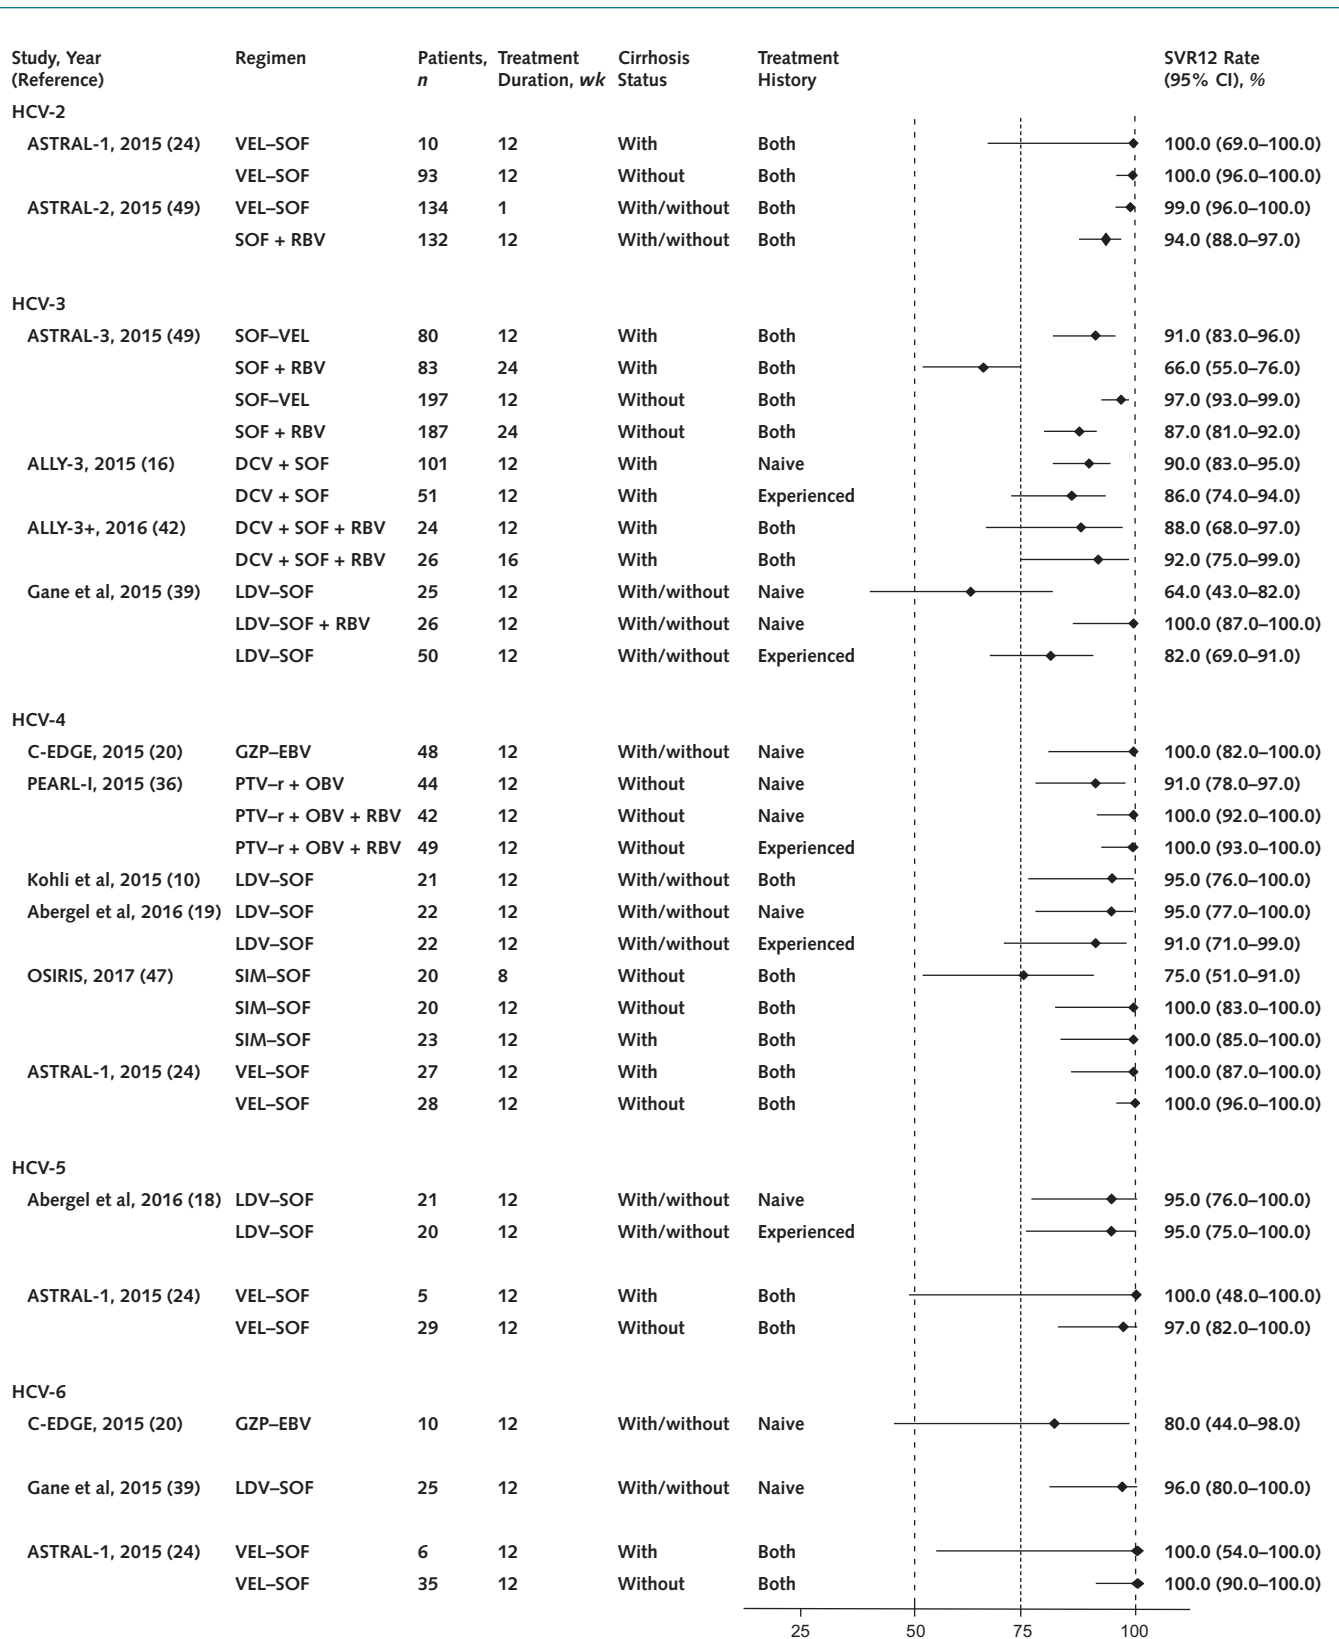 Study, Year Regimen Patients, Treatment Cirrhosis Treatment SVR12 Rate
(Reference) n Duration, wk Status History (95% CI), %
HCV-2
ASTRAL-1, 2015 (24) VEL–SOF 10 12 With Both 100.0 (69.0–100.0)
VEL–SOF 93 12 Without Both 100.0 (96.0–100.0)
ASTRAL-2, 2015 (49) VEL–SOF 134 1 With/without Both 99.0 (96.0–100.0)
SOF + RBV 132 12 With/without Both 94.0 (88.0–97.0)
HCV-3
ASTRAL-3, 2015 (49) SOF–VEL 80 12 With Both 91.0 (83.0–96.0)
SOF + RBV 83 24 With Both 66.0 (55.0–76.0)
SOF–VEL 197 12 Without Both 97.0 (93.0–99.0)
SOF + RBV 187 24 Without Both 87.0 (81.0–92.0)
ALLY-3, 2015 (16) DCV + SOF 101 12 With Naive 90.0 (83.0–95.0)
DCV + SOF 51 12 With Experienced 86.0 (74.0–94.0)
ALLY-3+, 2016 (42) DCV + SOF + RBV 24 12 With Both 88.0 (68.0–97.0)
DCV + SOF + RBV 26 16 With Both 92.0 (75.0–99.0)
Gane et al, 2015 (39) LDV–SOF 25 12 With/without Naive 64.0 (43.0–82.0)
LDV–SOF + RBV 26 12 With/without Naive 100.0 (87.0–100.0)
LDV–SOF 50 12 With/without Experienced 82.0 (69.0–91.0)
HCV-4
C-EDGE, 2015 (20) GZP–EBV 48 12 With/without Naive 100.0 (82.0–100.0)
PEARL-I, 2015 (36) PTV–r + OBV 44 12 Without Naive 91.0 (78.0–97.0)
PTV–r + OBV + RBV 42 12 Without Naive 100.0 (92.0–100.0)
PTV–r + OBV + RBV 49 12 Without Experienced 100.0 (93.0–100.0)
Kohli et al, 2015 (10) LDV–SOF 21 12 With/without Both 95.0 (76.0–100.0)
Abergel et al, 2016 (19) LDV–SOF 22 12 With/without Naive 95.0 (77.0–100.0)
LDV–SOF 22 12 With/without Experienced 91.0 (71.0–99.0)
OSIRIS, 2017 (47) SIM–SOF 20 8 Without Both 75.0 (51.0–91.0)
SIM–SOF 20 12 Without Both 100.0 (83.0–100.0)
SIM–SOF 23 12 With Both 100.0 (85.0–100.0)
ASTRAL-1, 2015 (24) VEL–SOF 27 12 With Both 100.0 (87.0–100.0)
VEL–SOF 28 12 Without Both 100.0 (96.0–100.0)
HCV-5
Abergel et al, 2016 (18) LDV–SOF 21 12 With/without Naive 95.0 (76.0–100.0)
LDV–SOF 20 12 With/without Experienced 95.0 (75.0–100.0)
ASTRAL-1, 2015 (24) VEL–SOF 5 12 With Both 100.0 (48.0–100.0)
VEL–SOF 29 12 Without Both 97.0 (82.0–100.0)
HCV-6
C-EDGE, 2015 (20) GZP–EBV 10 12 With/without Naive 80.0 (44.0–98.0)
Gane et al, 2015 (39) LDV–SOF 25 12 With/without Naive 96.0 (80.0–100.0)
ASTRAL-1, 2015 (24) VEL–SOF 6 12 With Both 100.0 (54.0–100.0)
VEL–SOF 35 12 Without Both 100.0 (90.0–100.0)
25 50 75 100